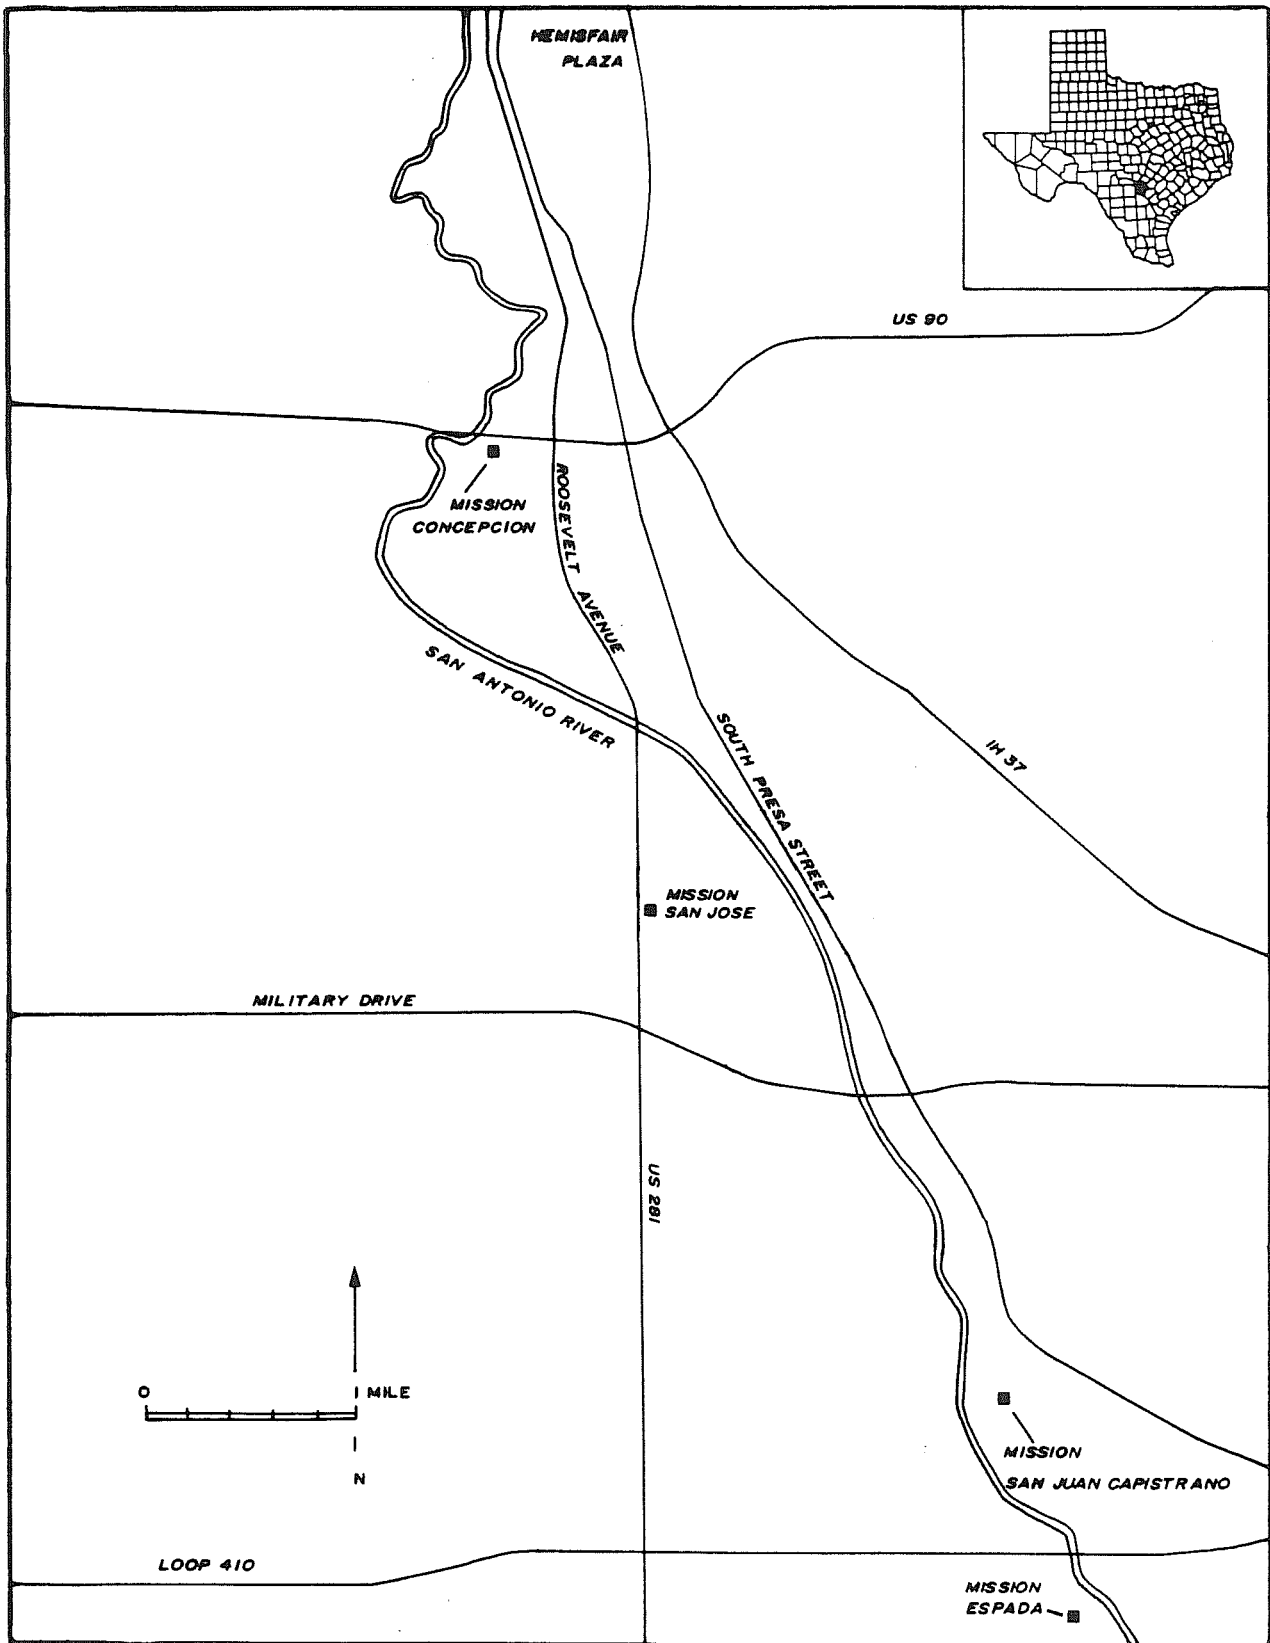 HEMISFAIR
PLAZA
US 90
MISSION
CONCEPCION
ROOSEVELT AVENUE
SAN ANTONIO RIVER
SOUTH PRESA STREET
IH 37
MISSION
SAN JOSE
MILITARY DRIVE
US 281
0 1 MILE
N
MISSION
SAN JUAN CAPISTRANO
LOOP 410
MISSION
ESPADA